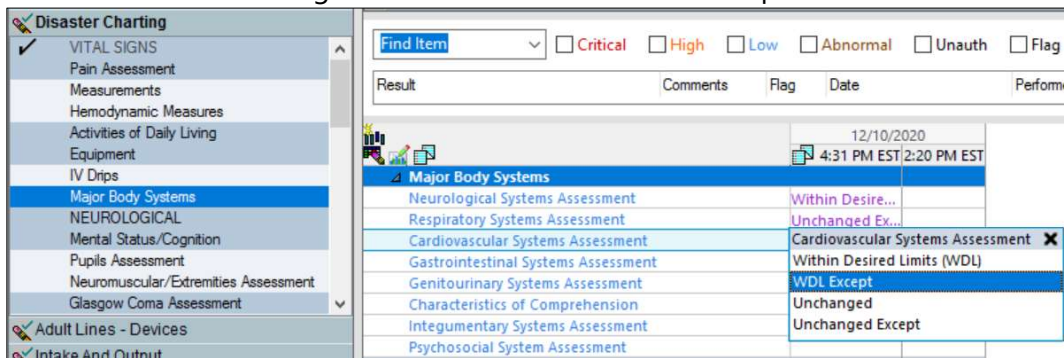 Disaster Charting
VITAL SIGNS
Pain Assessment
Measurements
Hemodynamic Measures
Activities of Daily Living
Equipment
IV Drips
Major Body Systems
NEUROLOGICAL
Mental Status/Cognition
Pupils Assessment
Neuromuscular/Extremities Assessment
Glasgow Coma Assessment
Adult Lines - Devices
Intake And Output
Find Item Critical High Low Abnormal Unauth Flag
Result Comments Flag Date
12/10/2020
4:31 PM EST 2:20 PM EST
Major Body Systems
Neurological Systems Assessment Within Desire...
Respiratory Systems Assessment Unchanged Ex...
Cardiovascular Systems Assessment
Gastrointestinal Systems Assessment
Genitourinary Systems Assessment
Characteristics of Comprehension
Integumentary Systems Assessment
Psychosocial System Assessment
Cardiovascular Systems Assessment
Within Desired Limits (WDL)
WDL Except
Unchanged
Unchanged Except